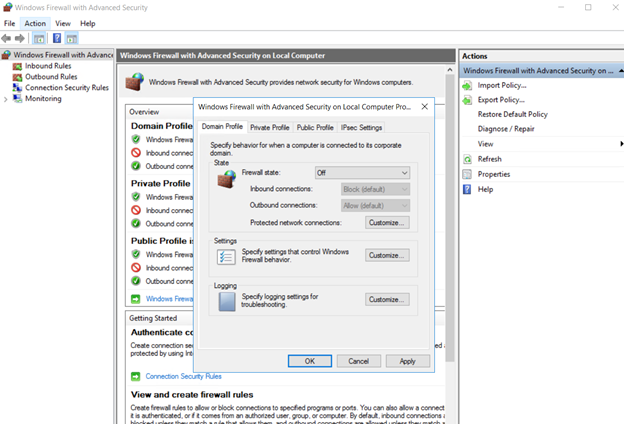 Windows Firewall with Advanced Security
File Action View Help
Windows Firewall with Advanc
Inbound Rules
Outbound Rules
Connection Security Rules
Monitoring
Windows Firewall with Advanced Security on Local Computer
Windows Firewall with Advanced Security provides network security for Windows computers.
Overview
Domain Profile
Windows Firewa
Inbound connec
Outbound connec
Private Profile
Windows Firewa
Inbound connec
Outbound connec
Public Profile is
Windows Firewa
Inbound connec
Outbound connec
Windows Firewa
Getting Started
Authenticate co
Create connection sec
protected by using Inte
Connection Security Rules
View and create firewall rules
Create firewall rules to allow or block connections to specified programs or ports. You can also allow a connect
it is authenticated, or if it comes from an authorized user, group, or computer. By default, inbound connections
blocked unless they match a rule that allows them, and outbound connections are allowed unless they match
Windows Firewall with Advanced Security on Local Computer Pro...
Domain Profile Private Profile Public Profile IPsec Settings
Specify behavior for when a computer is connected to its corporate
domain.
State
Firewall state: Off
Inbound connections: Block (default)
Outbound connections: Allow (default)
Protected network connections: Customize...
Settings
Specify settings that control Windows
Firewall behavior.
Customize...
Logging
Specify logging settings for
troubleshooting.
Customize...
OK Cancel Apply
Actions
Windows Firewall with Advanced Security on ...
Import Policy...
Export Policy...
Restore Default Policy
Diagnose / Repair
View
Refresh
Properties
Help